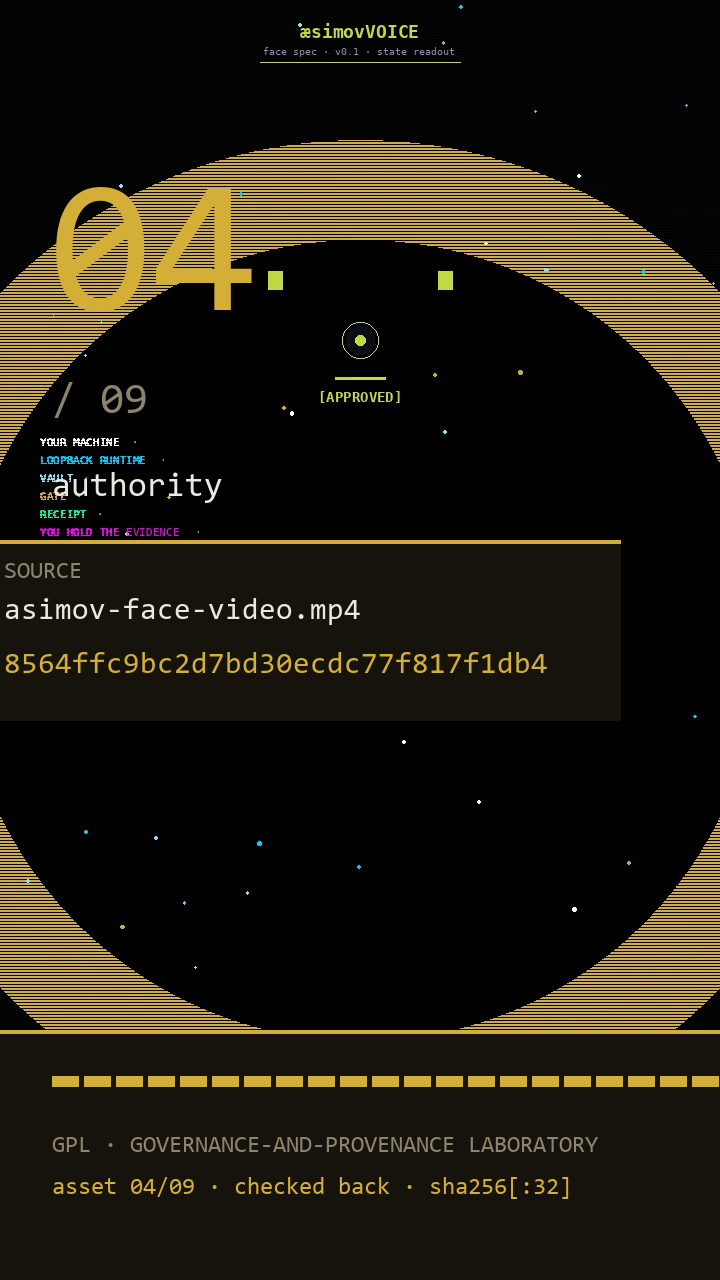 æsimovVOICE
face spec · v0.1 · state readout
04
/ 09
[APPROVED]
YOUR MACHINE ·
LOOPBACK RUNTIME ·
VAULT
authority
GATE
RECEIPT ·
YOU HOLD THE EVIDENCE ·
SOURCE
asimov-face-video.mp4
8564ffc9bc2d7bd30ecdc77f817f1db4
GPL · GOVERNANCE-AND-PROVENANCE LABORATORY
asset 04/09 · checked back · sha256[:32]